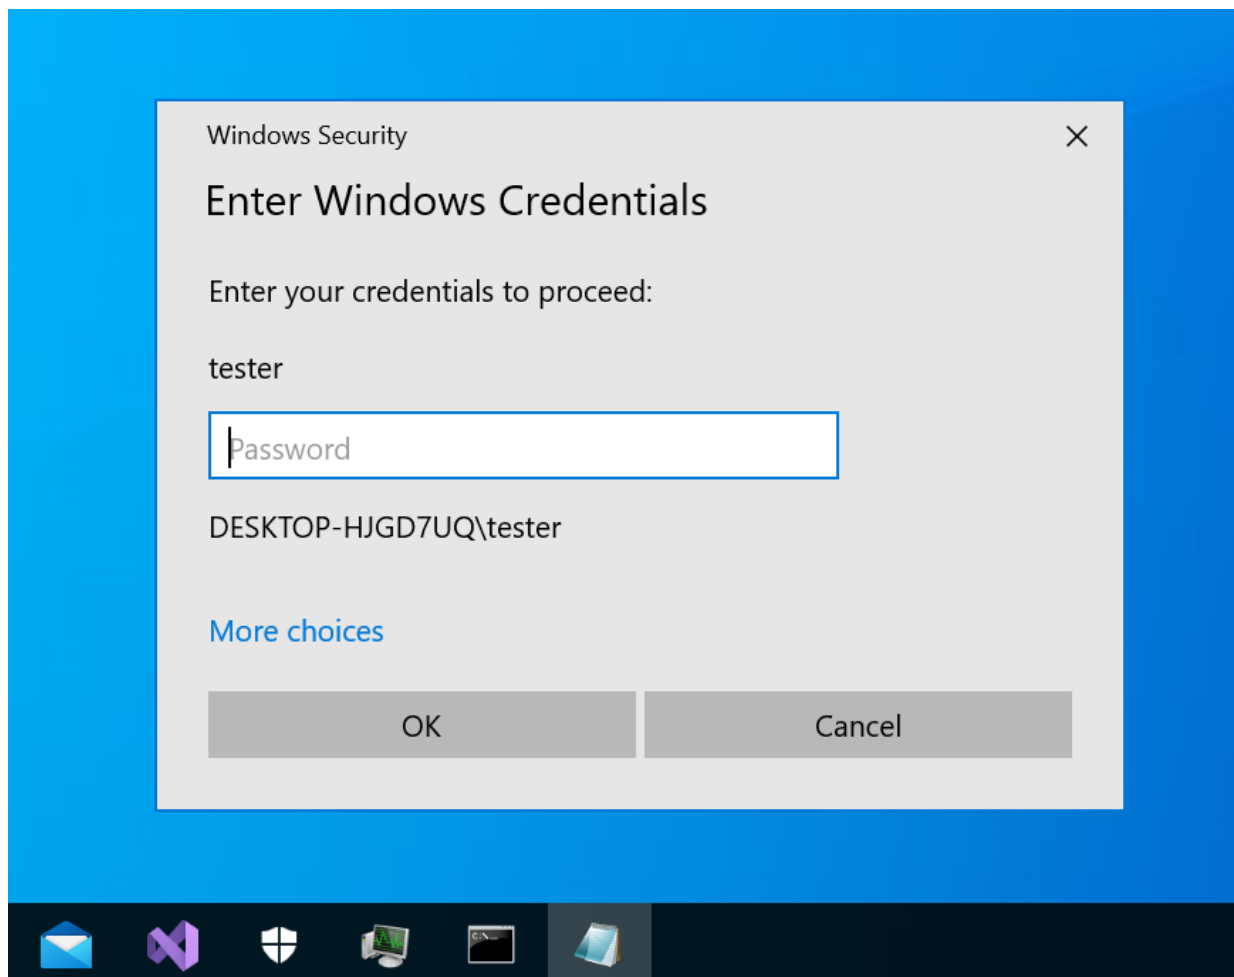 Windows Security
Enter Windows Credentials
Enter your credentials to proceed:
tester
Password
DESKTOP-HJGD7UQ\tester
More choices
OK
Cancel